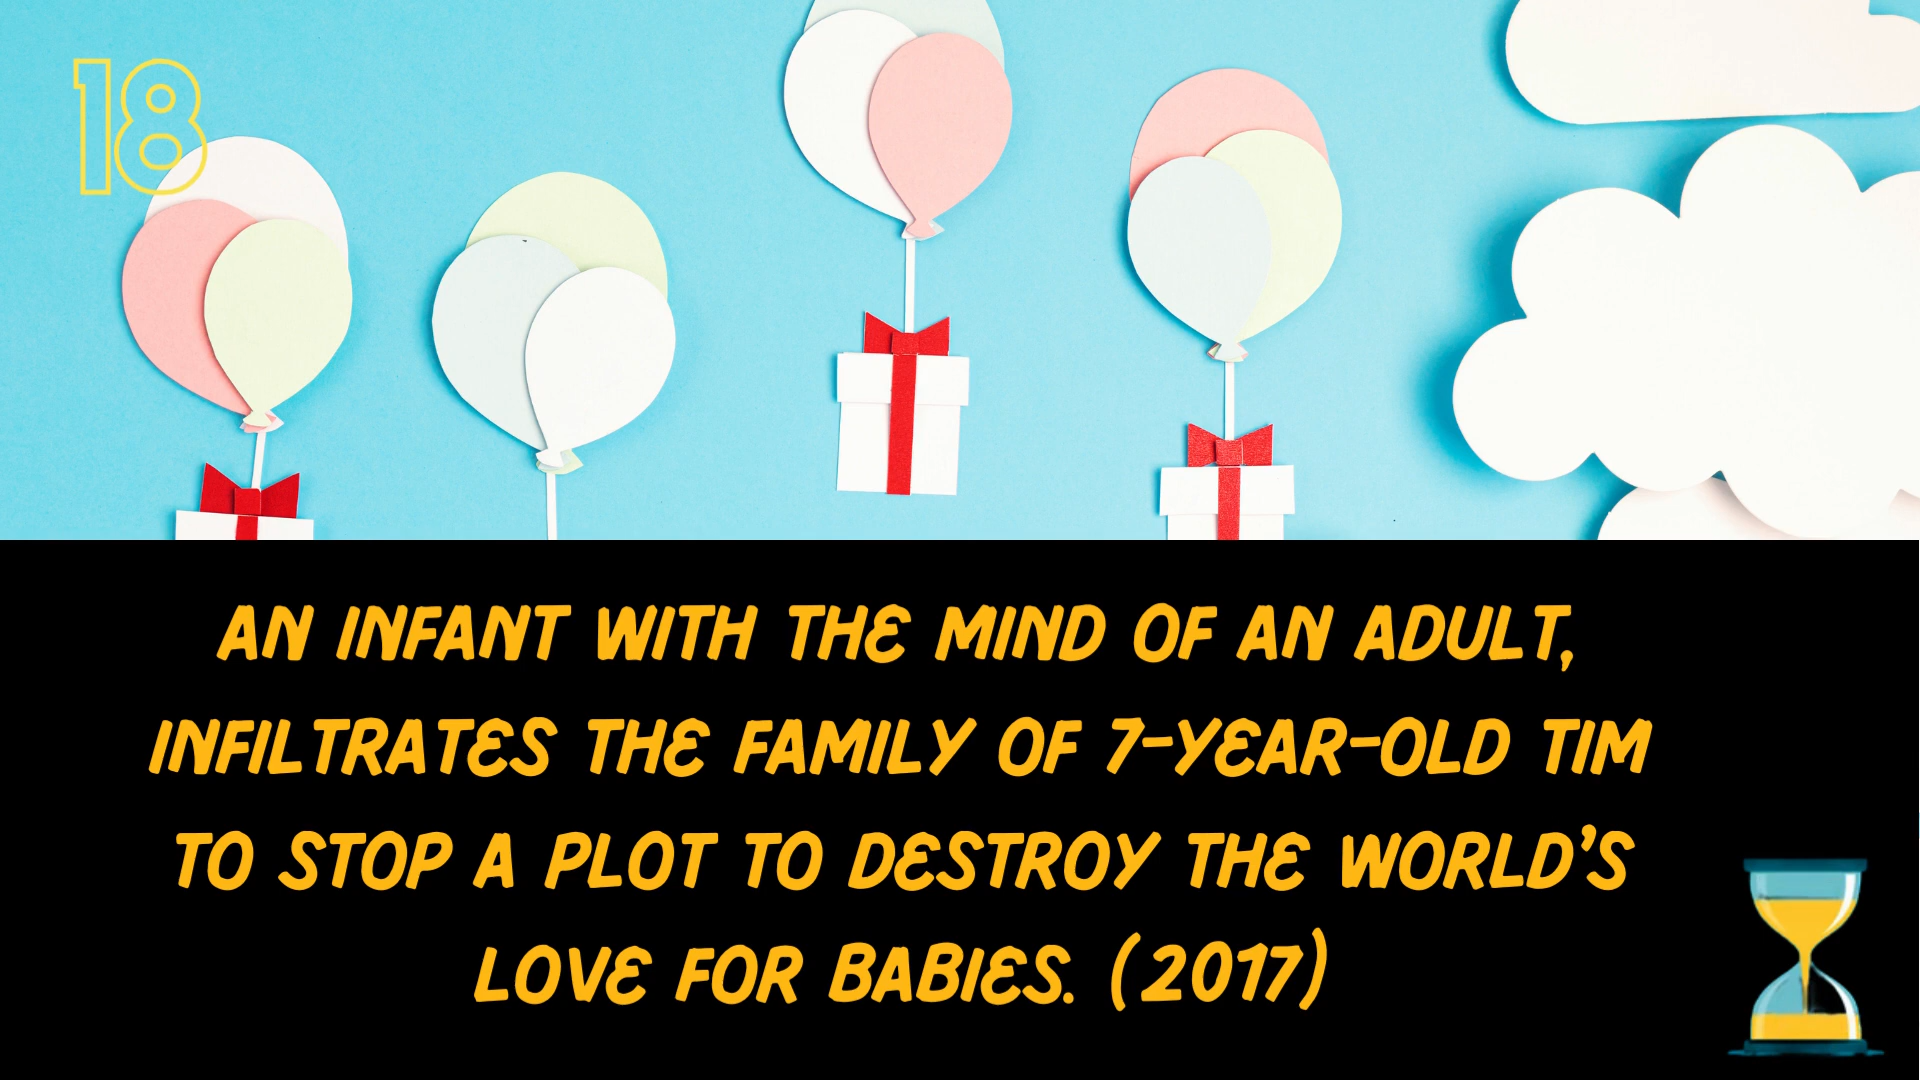 18
AN INFANT WITH THE MIND OF AN ADULT,
INFILTRATES THE FAMILY OF 7-YEAR-OLD TIM
TO STOP A PLOT TO DESTROY THE WORLD'S
LOVE FOR BABIES. (2017)